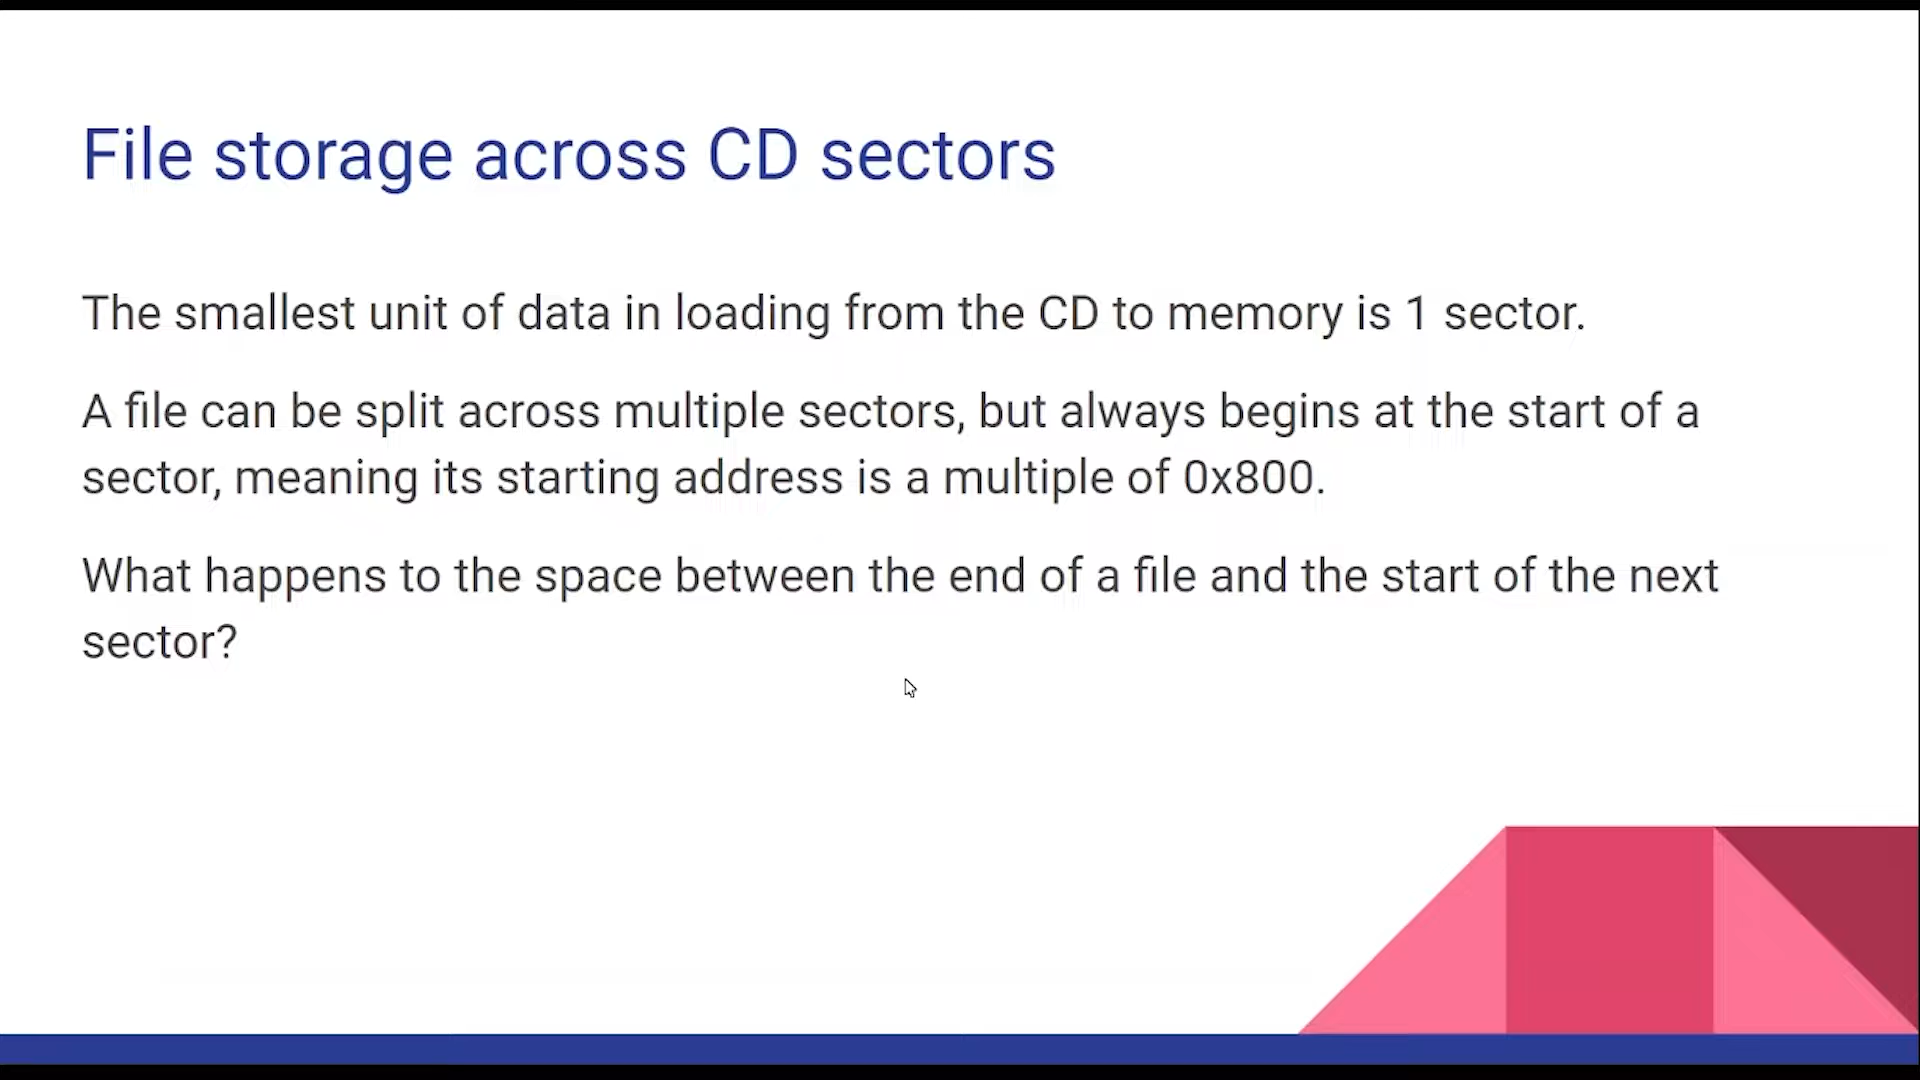 File storage across CD sectors
The smallest unit of data in loading from the CD to memory is 1 sector.
A file can be split across multiple sectors, but always begins at the start of a
sector, meaning its starting address is a multiple of 0x800.
What happens to the space between the end of a file and the start of the next
sector?